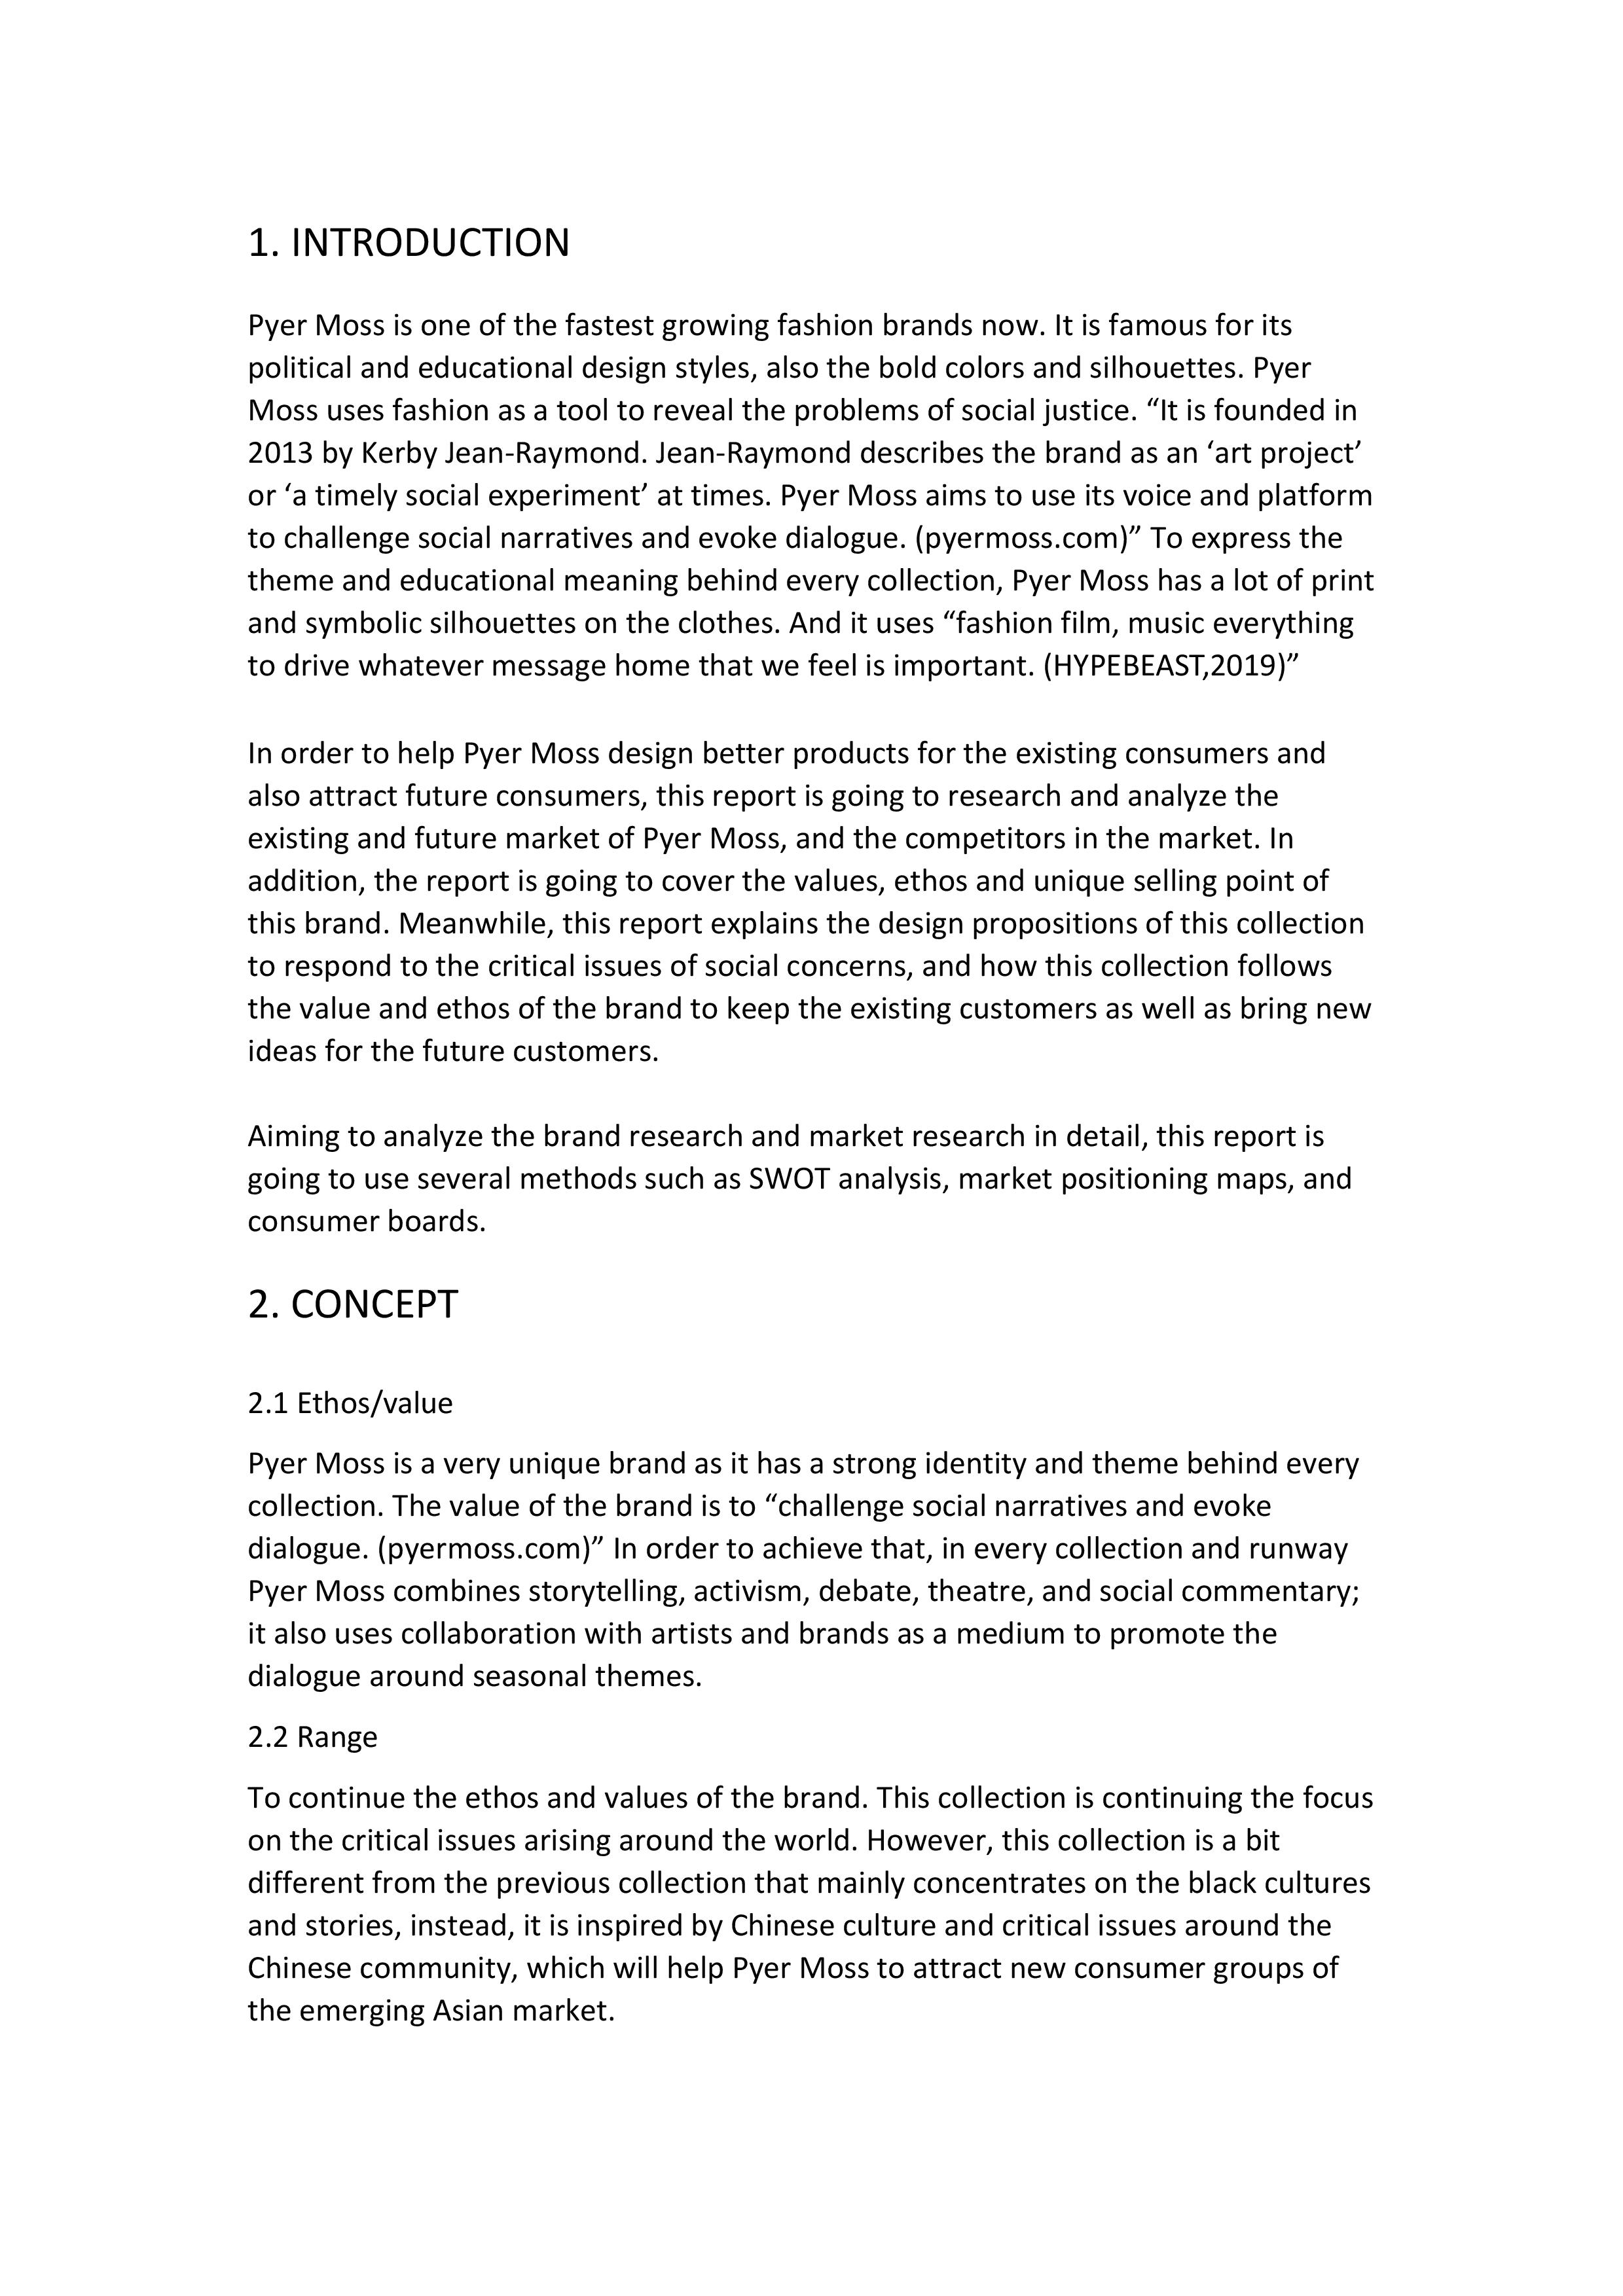 1. INTRODUCTION
Pyer Moss is one of the fastest growing fashion brands now. It is famous for its
political and educational design styles, also the bold colors and silhouettes. Pyer
Moss uses fashion as a tool to reveal the problems of social justice. “It is founded in
2013 by Kerby Jean-Raymond. Jean-Raymond describes the brand as an ‘art project’
or ‘a timely social experiment’ at times. Pyer Moss aims to use its voice and platform
to challenge social narratives and evoke dialogue. (pyermoss.com)” To express the
theme and educational meaning behind every collection, Pyer Moss has a lot of print
and symbolic silhouettes on the clothes. And it uses “fashion film, music everything
to drive whatever message home that we feel is important. (HYPEBEAST,2019)”
In order to help Pyer Moss design better products for the existing consumers and
also attract future consumers, this report is going to research and analyze the
existing and future market of Pyer Moss, and the competitors in the market. In
addition, the report is going to cover the values, ethos and unique selling point of
this brand. Meanwhile, this report explains the design propositions of this collection
to respond to the critical issues of social concerns, and how this collection follows
the value and ethos of the brand to keep the existing customers as well as bring new
ideas for the future customers.
Aiming to analyze the brand research and market research in detail, this report is
going to use several methods such as SWOT analysis, market positioning maps, and
consumer boards.
2. CONCEPT
2.1 Ethos/value
Pyer Moss is a very unique brand as it has a strong identity and theme behind every
collection. The value of the brand is to “challenge social narratives and evoke
dialogue. (pyermoss.com)” In order to achieve that, in every collection and runway
Pyer Moss combines storytelling, activism, debate, theatre, and social commentary;
it also uses collaboration with artists and brands as a medium to promote the
dialogue around seasonal themes.
2.2 Range
To continue the ethos and values of the brand. This collection is continuing the focus
on the critical issues arising around the world. However, this collection is a bit
different from the previous collection that mainly concentrates on the black cultures
and stories, instead, it is inspired by Chinese culture and critical issues around the
Chinese community, which will help Pyer Moss to attract new consumer groups of
the emerging Asian market.